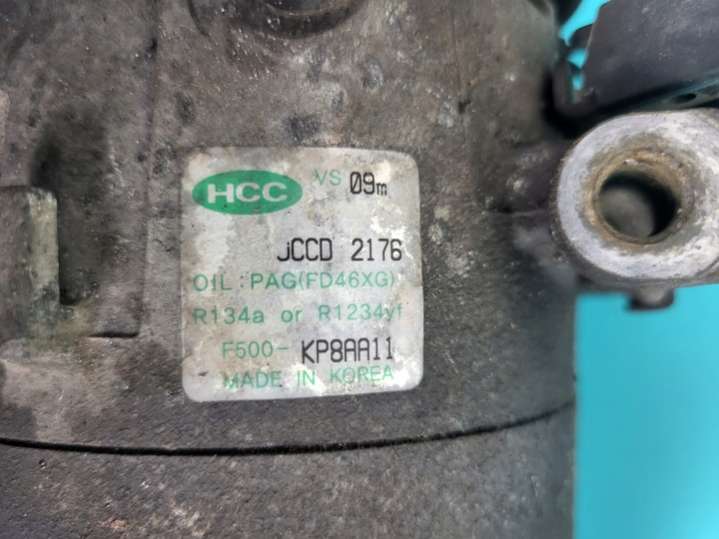 HCC VS 09m
JCCD 2176
OIL : PAG(FD46XG)
R134a or R1234yf
F500- KP8AA11
MADE IN KOREA